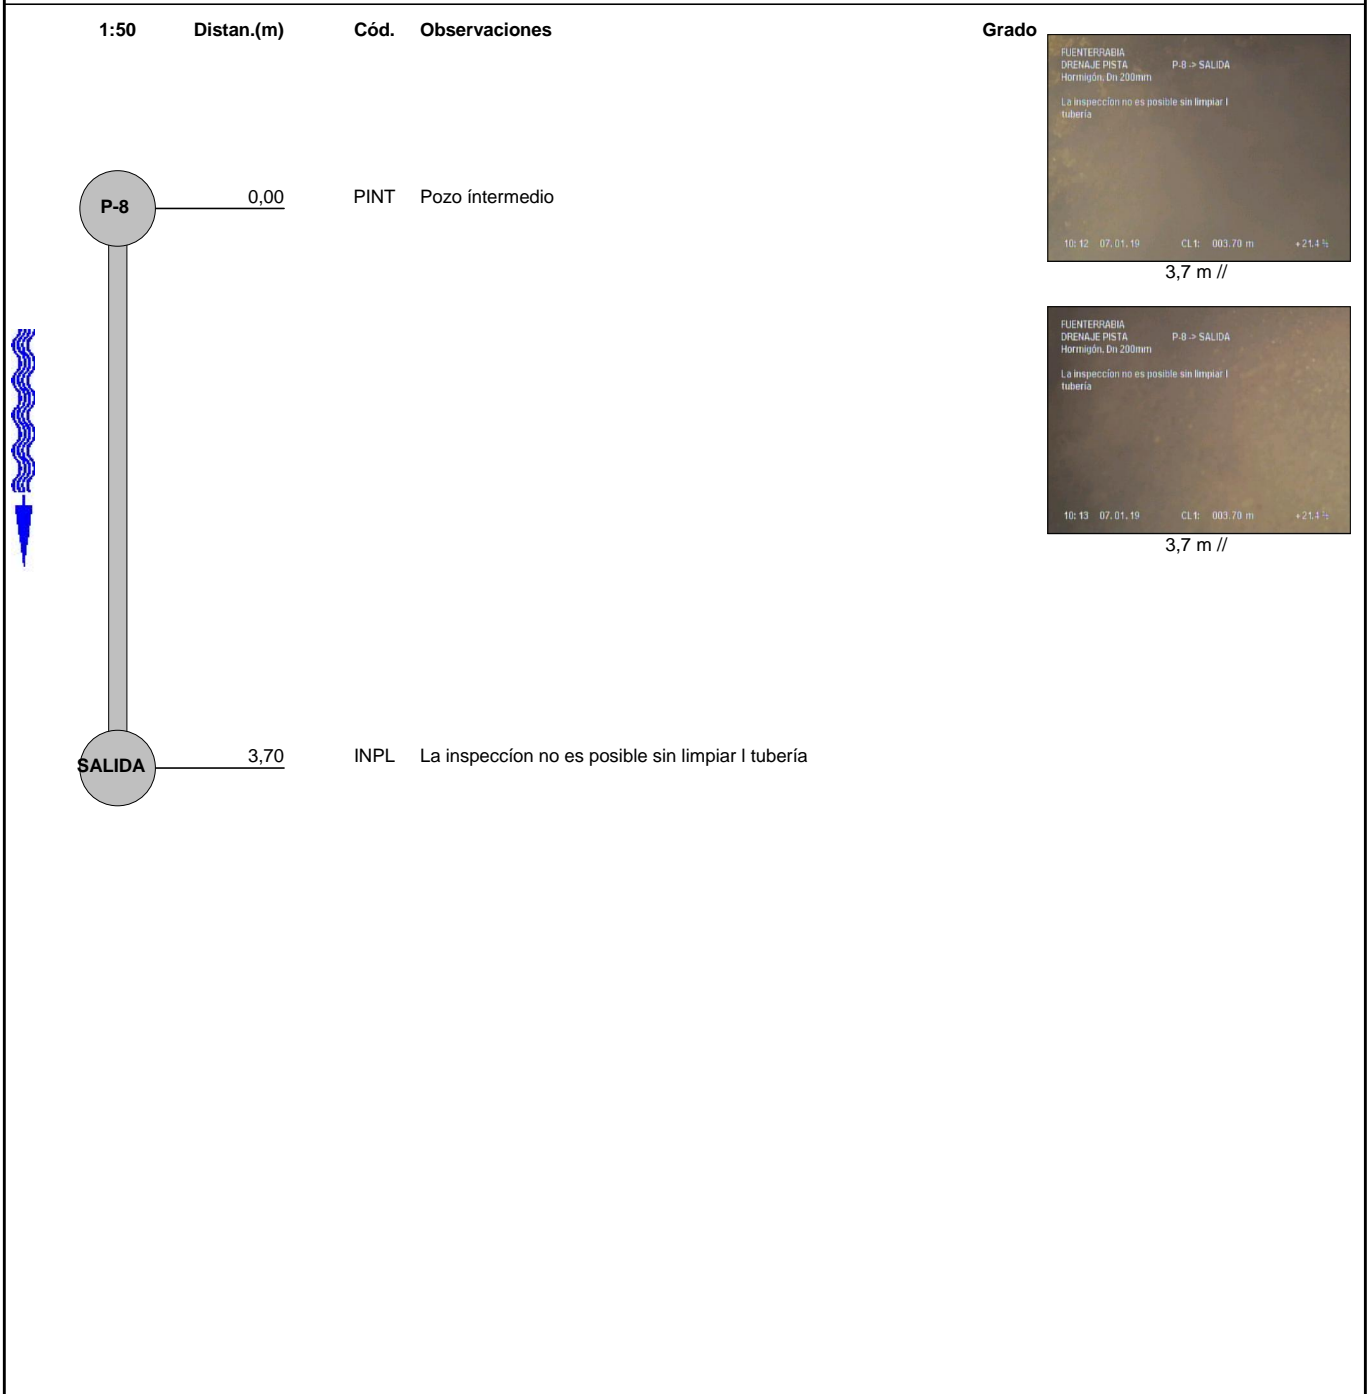 1:50 Distan.(m) Cód. Observaciones Grado
FUENTERRABIA
DRENAJE PISTA P-8 -> SALIDA
Hormigón, Dn 200mm
La inspeccíon no es posible sin limpiar l
tubería
10:12 07.01.19 CL1: 003.70 m +21.4 %
3,7 m //
P-8 0,00 PINT Pozo íntermedio
FUENTERRABIA
DRENAJE PISTA P-8 -> SALIDA
Hormigón, Dn 200mm
La inspeccíon no es posible sin limpiar l
tubería
10:13 07.01.19 CL1: 003.70 m +21.4 %
3,7 m //
SALIDA 3,70 INPL La inspeccíon no es posible sin limpiar l tubería